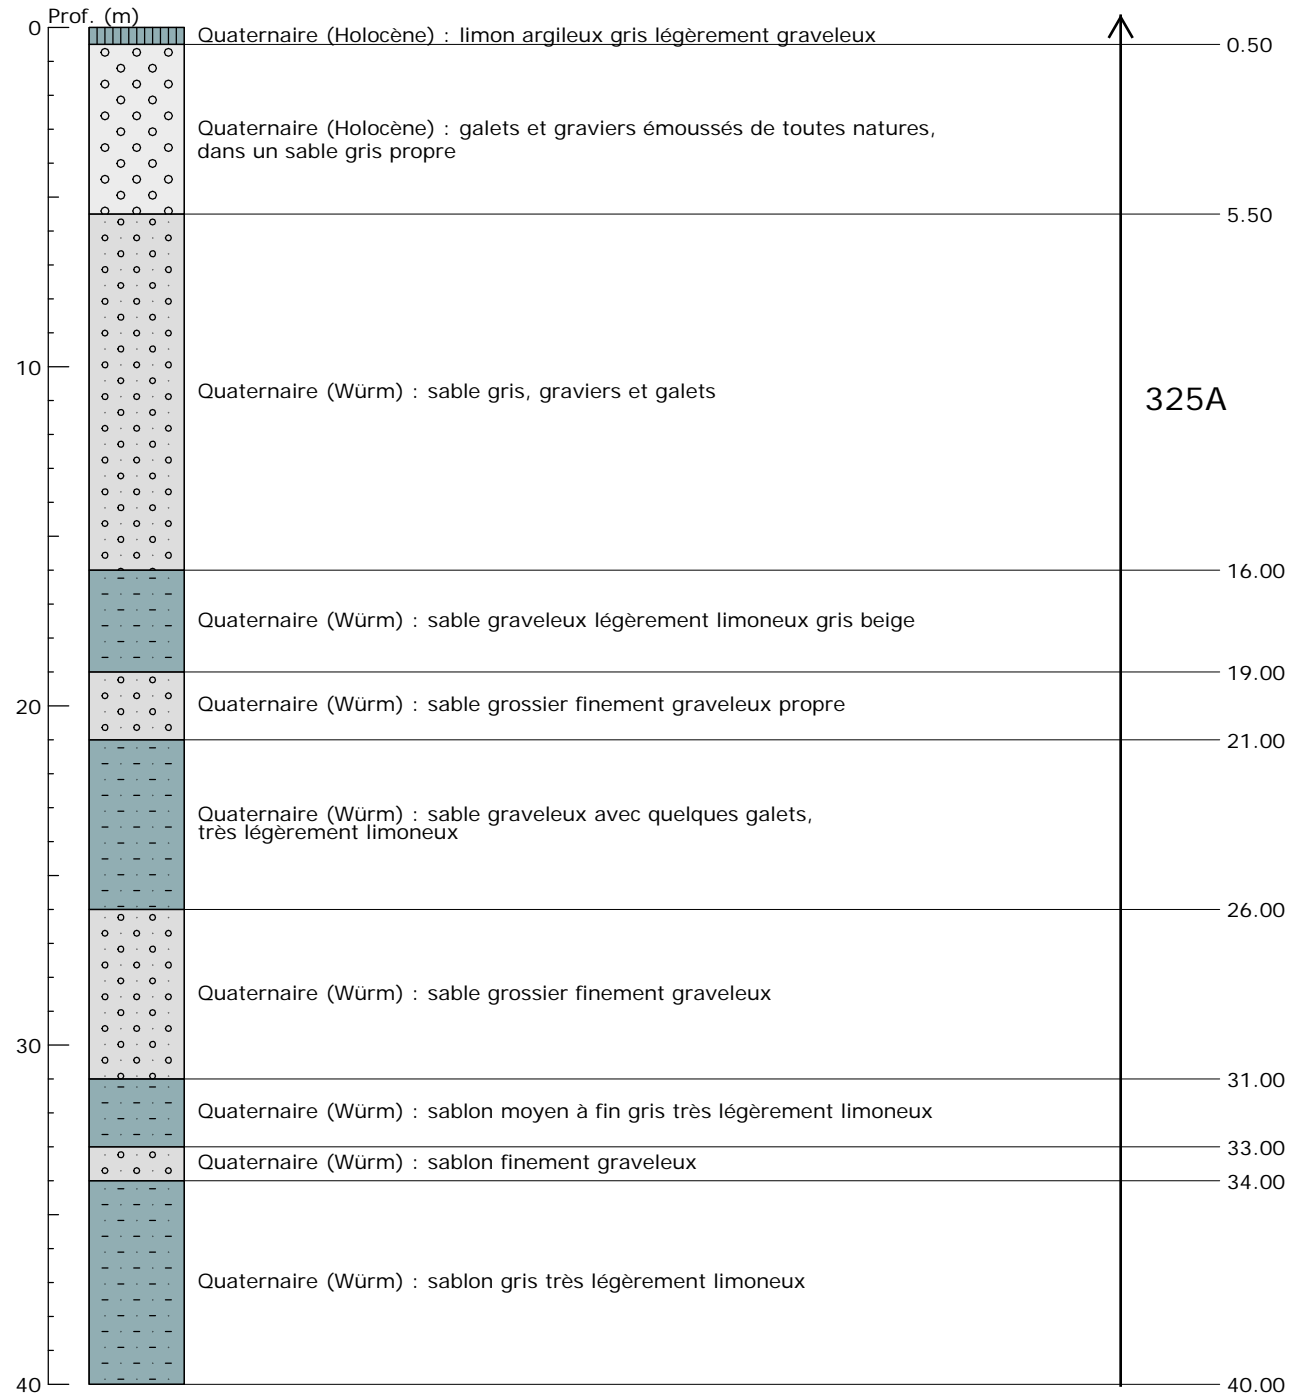 Prof. (m)
0
Quaternaire (Holocène) : limon argileux gris légèrement graveleux
0.50
Quaternaire (Holocène) : galets et graviers émoussés de toutes natures,
dans un sable gris propre
5.50
10
Quaternaire (Würm) : sable gris, graviers et galets
325A
16.00
Quaternaire (Würm) : sable graveleux légèrement limoneux gris beige
19.00
20
Quaternaire (Würm) : sable grossier finement graveleux propre
21.00
Quaternaire (Würm) : sable graveleux avec quelques galets,
très légèrement limoneux
26.00
Quaternaire (Würm) : sable grossier finement graveleux
30
31.00
Quaternaire (Würm) : sablon moyen à fin gris très légèrement limoneux
33.00
Quaternaire (Würm) : sablon finement graveleux
34.00
Quaternaire (Würm) : sablon gris très légèrement limoneux
40
40.00